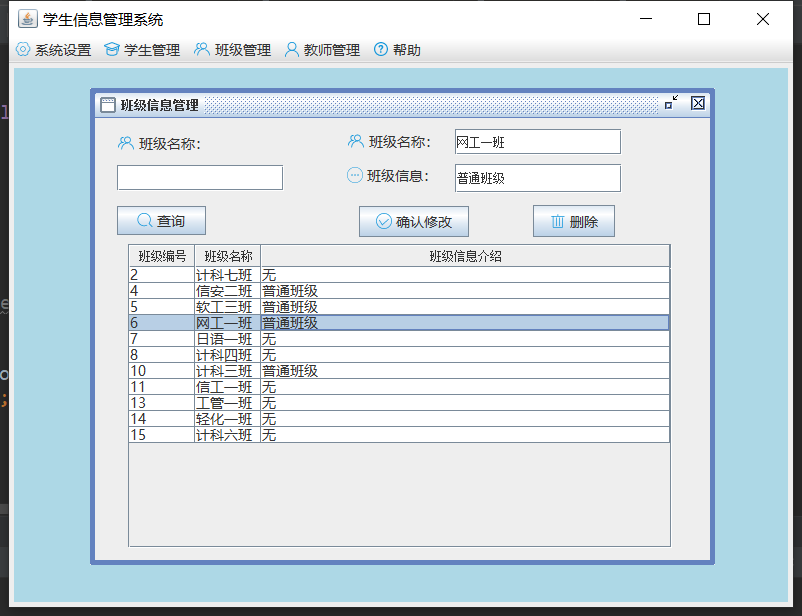 学生信息管理系统
系统设置 学生管理 班级管理 教师管理 帮助
班级信息管理
班级名称： 班级名称： 网工一班
班级信息： 普通班级
查询 确认修改 删除
班级编号 班级名称 班级信息介绍
2 计科七班 无
4 信安二班 普通班级
5 软工三班 普通班级
6 网工一班 普通班级
7 日语一班 无
8 计科四班 无
10 计科三班 普通班级
11 信工一班 无
13 工管一班 无
14 轻化一班 无
15 计科六班 无